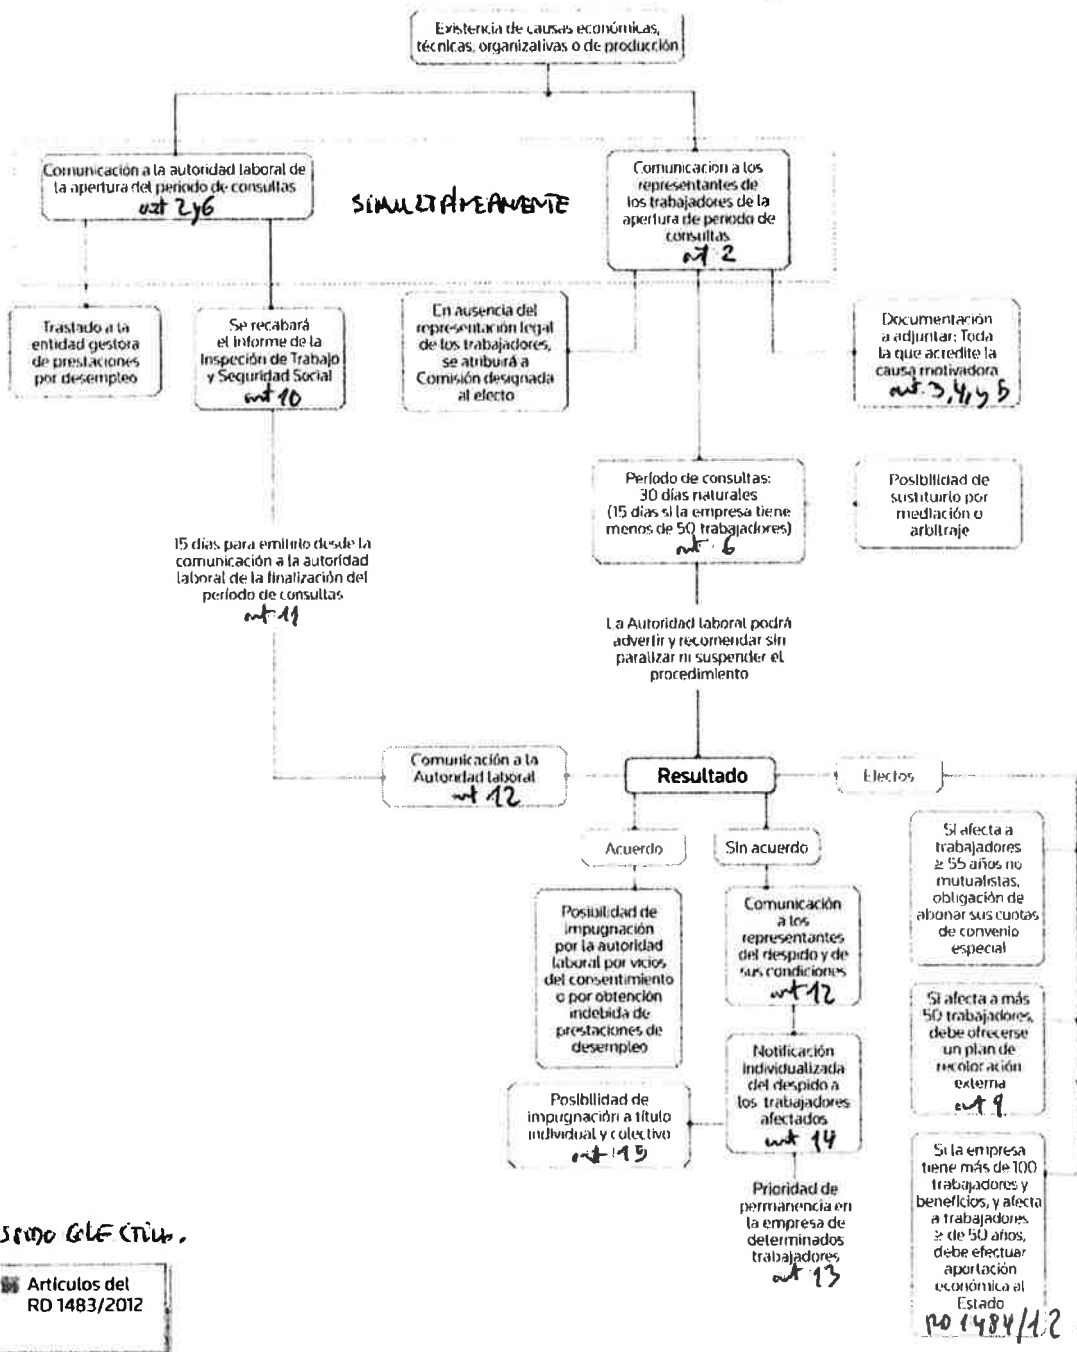 Existencia de causas económicas,
técnicas, organizativas o de producción
Comunicación a la autoridad laboral de
la apertura del periodo de consultas
art 2 y 6
SIMULTÁNEAMENTE
Comunicación a los
representantes de
los trabajadores de la
apertura de periodo de
consultas
art 2
Traslado a la
entidad gestora
de prestaciones
por desempleo
Se recabará
el informe de la
Inspeción de Trabajo
y Seguridad Social
art 10
En ausencia del
representación legal
de los trabajadores,
se atribuirá a
Comisión designada
al efecto
Documentación
a adjuntar: Toda
la que acredite la
causa motivadora
art. 3, 4, y 5
Período de consultas:
30 días naturales
(15 días si la empresa tiene
menos de 50 trabajadores)
art. 6
Posibilidad de
sustituirlo por
mediación o
arbitraje
15 días para emitirlo desde la
comunicación a la autoridad
laboral de la finalización del
período de consultas
art 11
La Autoridad laboral podrá
advertir y recomendar sin
paralizar ni suspender el
procedimiento
Comunicación a la
Autoridad laboral
art 12
Resultado
Efectos
Acuerdo
Sin acuerdo
Posibilidad de
impugnación
por la autoridad
laboral por vicios
del consentimiento
o por obtención
indebida de
prestaciones de
desempleo
Comunicación
a los
representantes
del despido y de
sus condiciones
art 12
Notificación
individualizada
del despido a
los trabajadores
afectados
art 14
Posibilidad de
impugnación a título
individual y colectivo
art 15
Prioridad de
permanencia en
la empresa de
determinados
trabajadores
art 13
Si afecta a
trabajadores
≥ 55 años no
mutualistas,
obligación de
abonar sus cuotas
de convenio
especial
Si afecta a más
50 trabajadores,
debe ofrecerse
un plan de
recolocación
externa
art 9
Si la empresa
tiene más de 100
trabajadores y
beneficios, y afecta
a trabajadores
≥ de 50 años,
debe efectuar
aportación
económica al
Estado
RD 1484/12
COLECTIVO.
Artículos del
RD 1483/2012